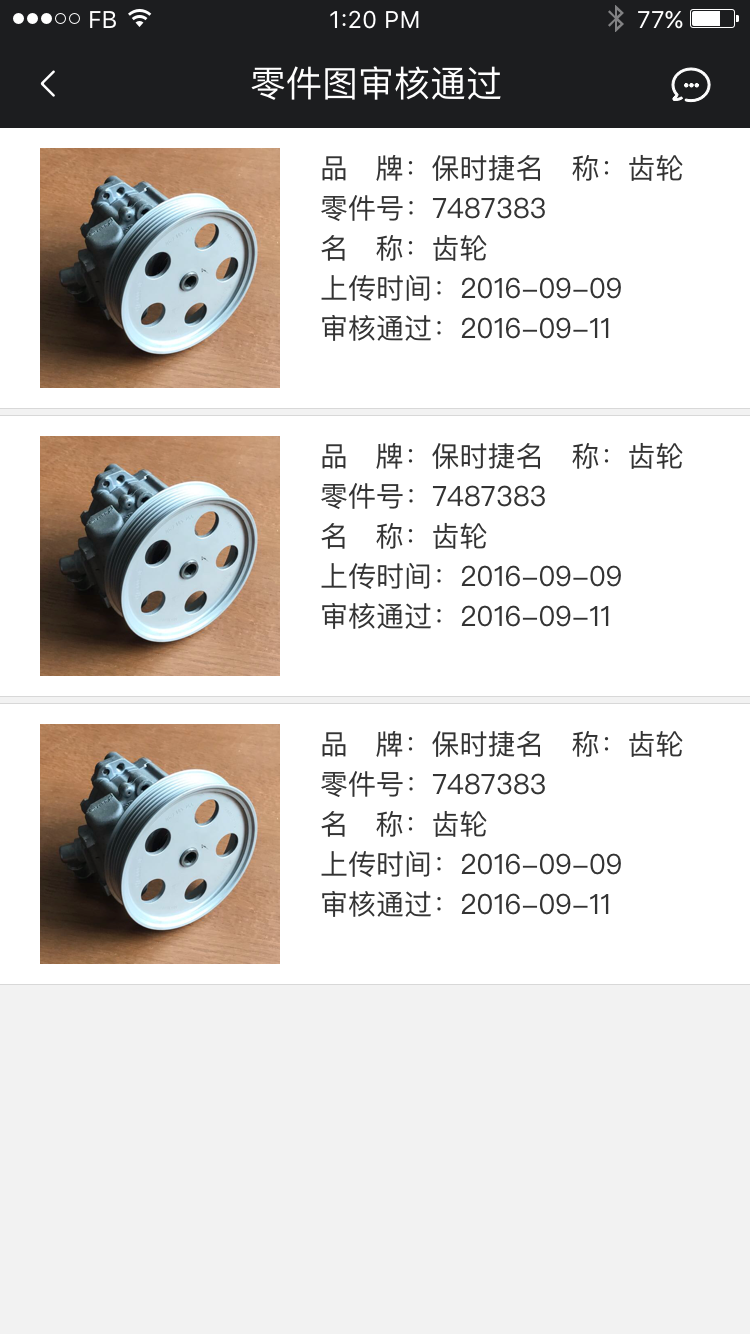 FB 1:20 PM 77%
零件图审核通过
品　牌：保时捷名　称：齿轮
零件号：7487383
名　称：齿轮
上传时间：2016-09-09
审核通过：2016-09-11
品　牌：保时捷名　称：齿轮
零件号：7487383
名　称：齿轮
上传时间：2016-09-09
审核通过：2016-09-11
品　牌：保时捷名　称：齿轮
零件号：7487383
名　称：齿轮
上传时间：2016-09-09
审核通过：2016-09-11